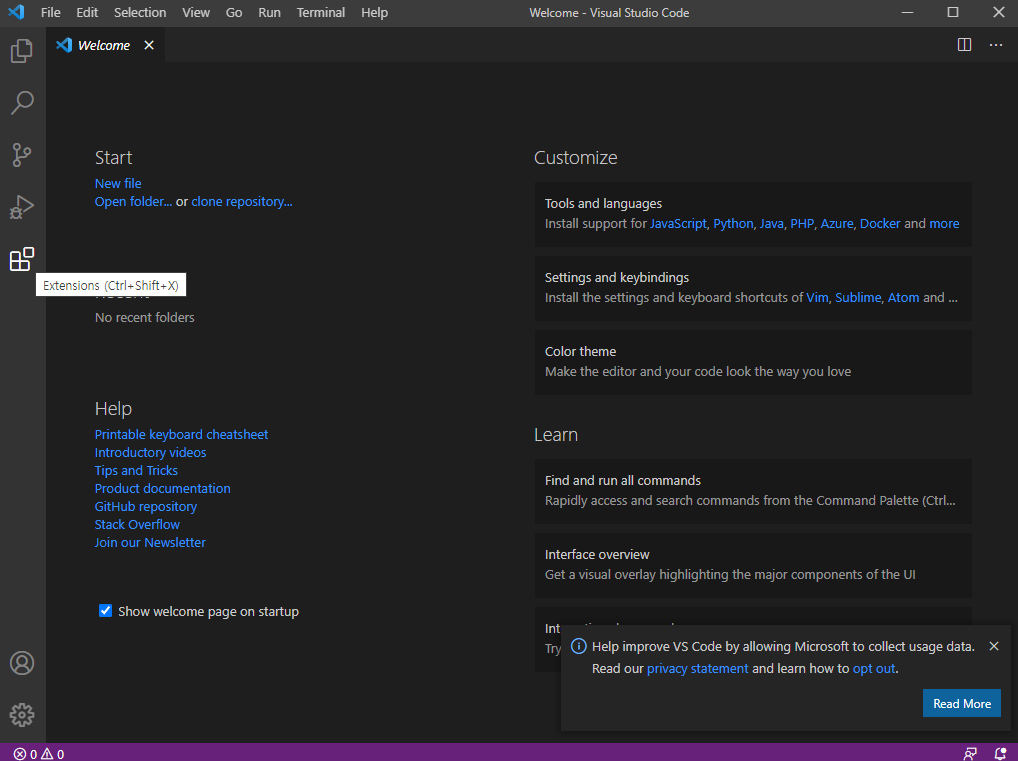 File Edit Selection View Go Run Terminal Help
Welcome - Visual Studio Code
Welcome
Start
New file
Open folder... or clone repository...
Extensions (Ctrl+Shift+X)
No recent folders
Help
Printable keyboard cheatsheet
Introductory videos
Tips and Tricks
Product documentation
GitHub repository
Stack Overflow
Join our Newsletter
Show welcome page on startup
Customize
Tools and languages
Install support for JavaScript, Python, Java, PHP, Azure, Docker and more
Settings and keybindings
Install the settings and keyboard shortcuts of Vim, Sublime, Atom and ...
Color theme
Make the editor and your code look the way you love
Learn
Find and run all commands
Rapidly access and search commands from the Command Palette (Ctrl...
Interface overview
Get a visual overlay highlighting the major components of the UI
Help improve VS Code by allowing Microsoft to collect usage data.
Read our privacy statement and learn how to opt out.
Read More
0 0